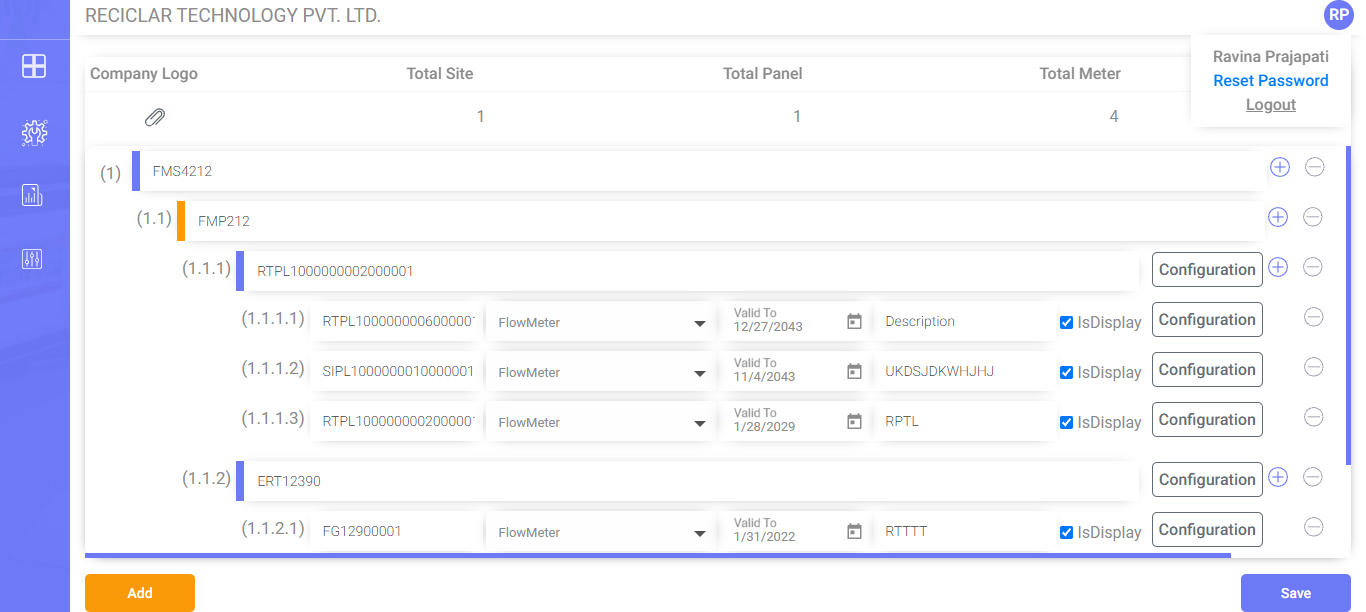 RECICLAR TECHNOLOGY PVT. LTD.
RP
Ravina Prajapati
Reset Password
Logout
Company Logo Total Site Total Panel Total Meter
1 1 4
(1) FMS4212
(1.1) FMP212
(1.1.1) RTPL1000000002000001 Configuration
(1.1.1.1) RTPL100000000600000 FlowMeter Valid To 12/27/2043 Description IsDisplay Configuration
(1.1.1.2) SIPL1000000010000001 FlowMeter Valid To 11/4/2043 UKDSJDKWHJHJ IsDisplay Configuration
(1.1.1.3) RTPL100000000200000 FlowMeter Valid To 1/28/2029 RPTL IsDisplay Configuration
(1.1.2) ERT12390 Configuration
(1.1.2.1) FG12900001 FlowMeter Valid To 1/31/2022 RTTTT IsDisplay Configuration
Add Save